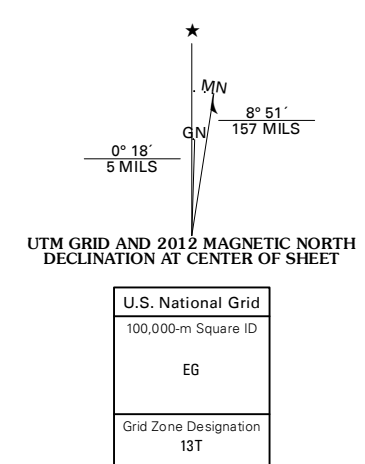 ★
MN
8° 51´
157 MILS
GN
0° 18´
5 MILS
UTM GRID AND 2012 MAGNETIC NORTH
DECLINATION AT CENTER OF SHEET
U.S. National Grid
100,000-m Square ID
EG
Grid Zone Designation
13T